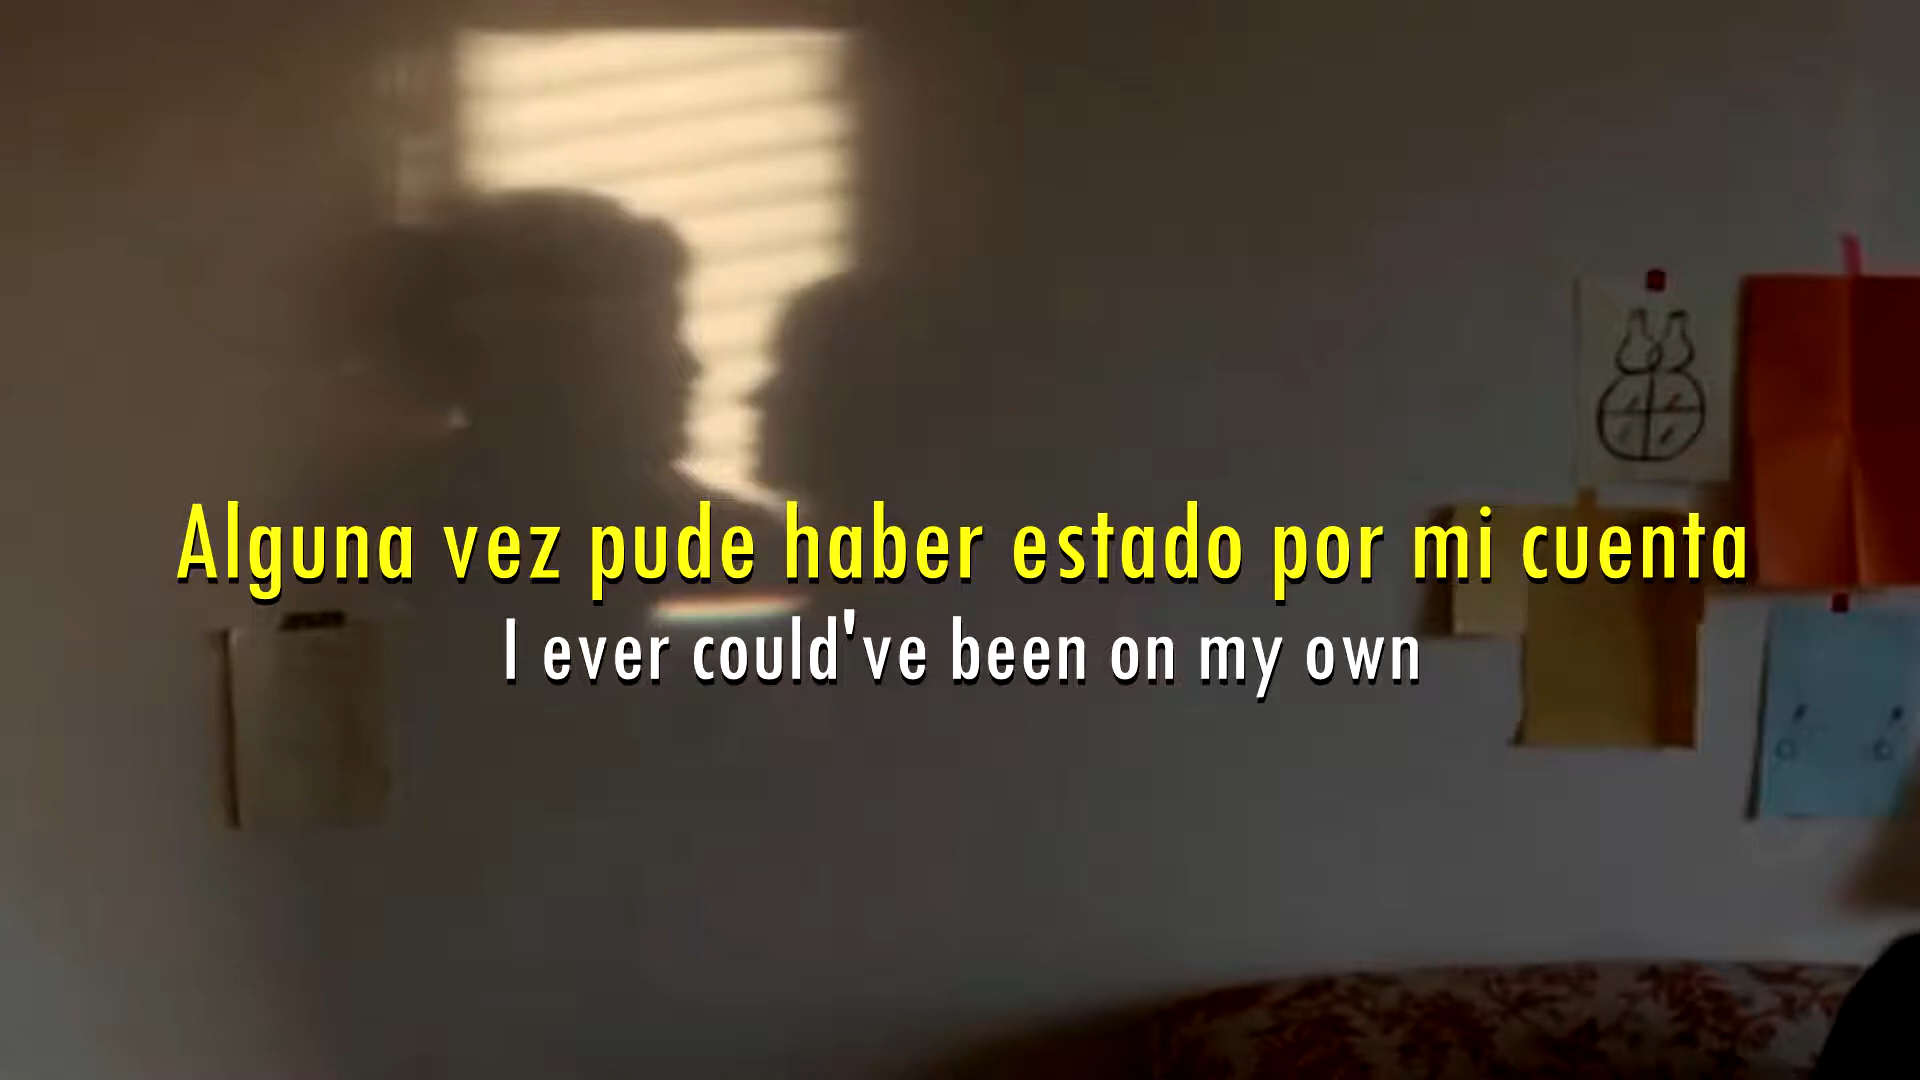 Alguna vez pude haber estado por mi cuenta
I ever could've been on my own